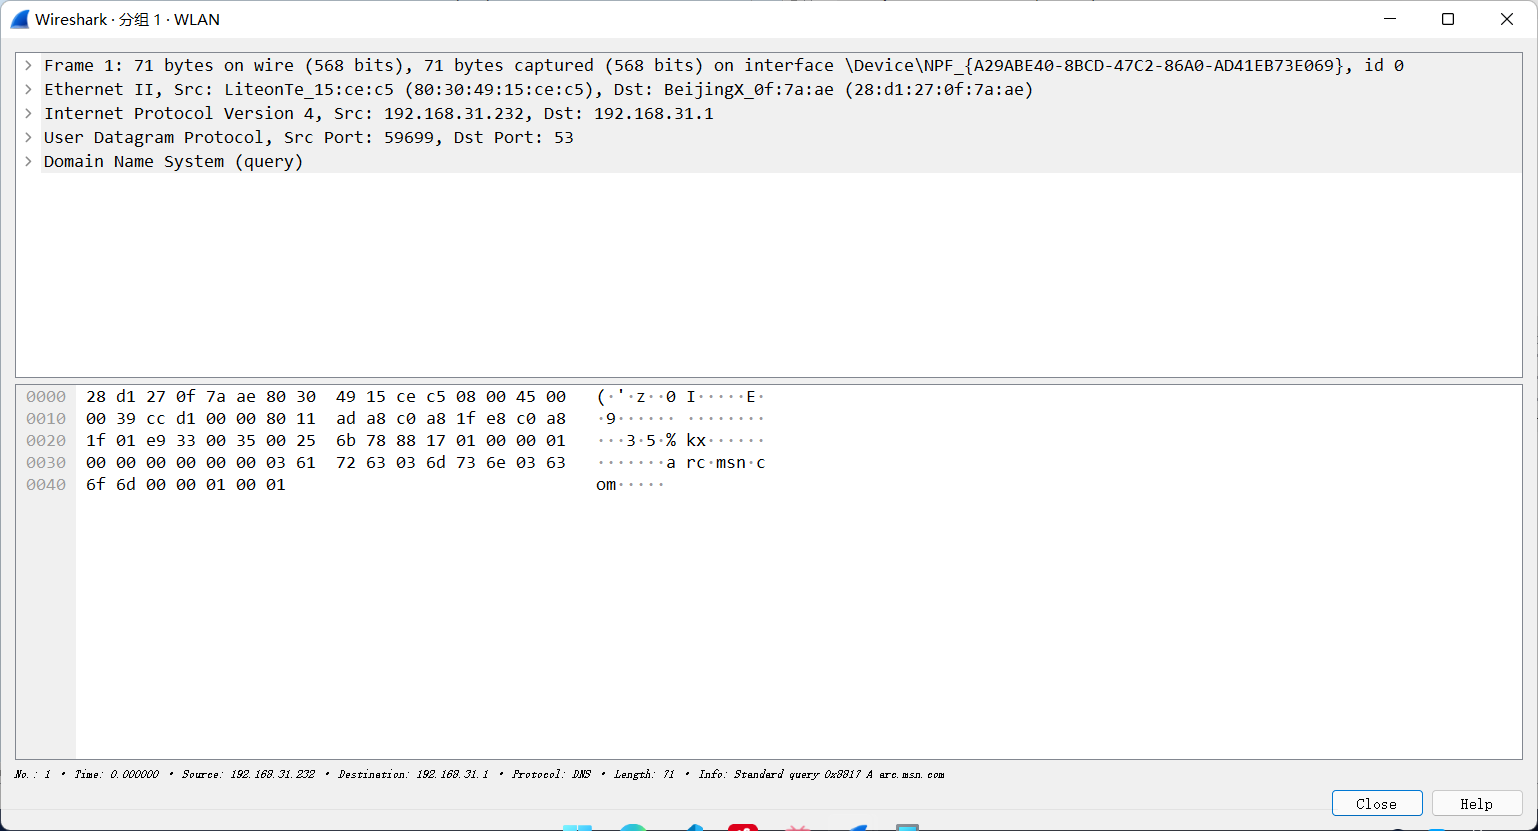 Wireshark · 分组 1 · WLAN
Frame 1: 71 bytes on wire (568 bits), 71 bytes captured (568 bits) on interface \Device\NPF_{A29ABE40-8BCD-47C2-86A0-AD41EB73E069}, id 0
Ethernet II, Src: LiteonTe_15:ce:c5 (80:30:49:15:ce:c5), Dst: BeijingX_0f:7a:ae (28:d1:27:0f:7a:ae)
Internet Protocol Version 4, Src: 192.168.31.232, Dst: 192.168.31.1
User Datagram Protocol, Src Port: 59699, Dst Port: 53
Domain Name System (query)
0000 28 d1 27 0f 7a ae 80 30 49 15 ce c5 08 00 45 00 (·'·z··0 I·····E·
0010 00 39 cc d1 00 00 80 11 ad a8 c0 a8 1f e8 c0 a8 ·9······ ········
0020 1f 01 e9 33 00 35 00 25 6b 78 88 17 01 00 00 01 ···3·5·% kx······
0030 00 00 00 00 00 00 03 61 72 63 03 6d 73 6e 03 63 ·······a rc·msn·c
0040 6f 6d 00 00 01 00 01 om·····
No.: 1 · Time: 0.000000 · Source: 192.168.31.232 · Destination: 192.168.31.1 · Protocol: DNS · Length: 71 · Info: Standard query 0x8817 A arc.msn.com
Close Help